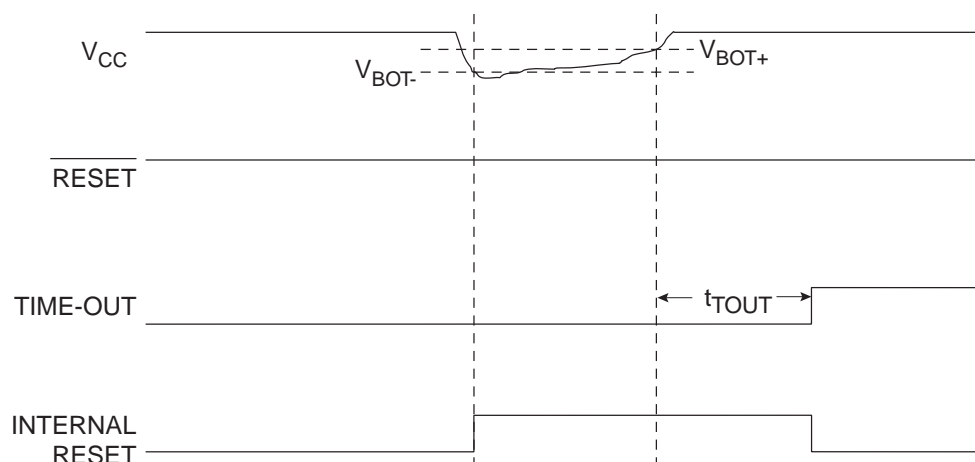 VCC
VBOT-
VBOT+
RESET
TIME-OUT
tTOUT
INTERNAL
RESET